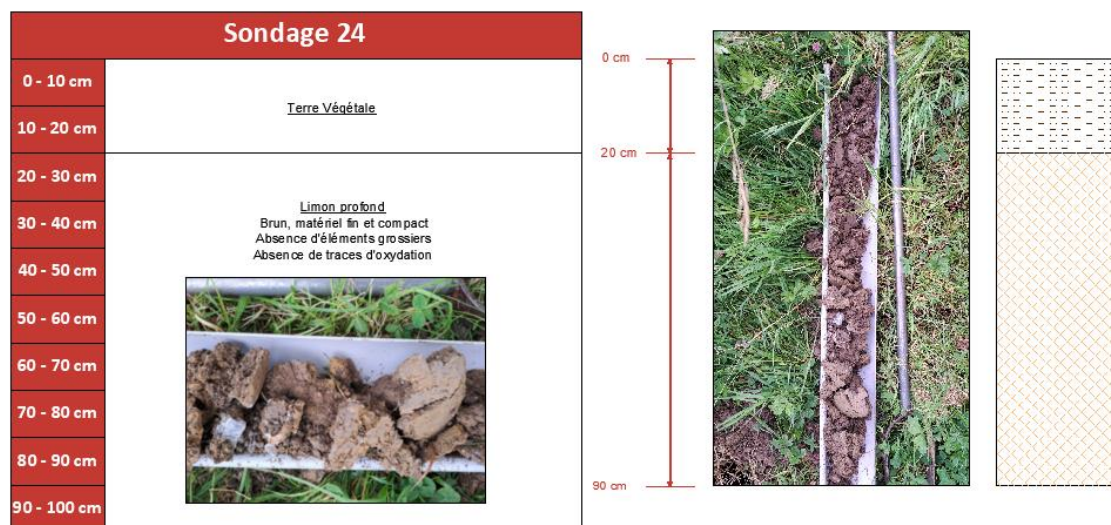 Sondage 24
0 - 10 cm
10 - 20 cm
20 - 30 cm
30 - 40 cm
40 - 50 cm
50 - 60 cm
60 - 70 cm
70 - 80 cm
80 - 90 cm
90 - 100 cm
Terre Végétale
Limon profond
Brun, matériel fin et compact
Absence d'éléments grossiers
Absence de traces d'oxydation
0 cm
20 cm
90 cm